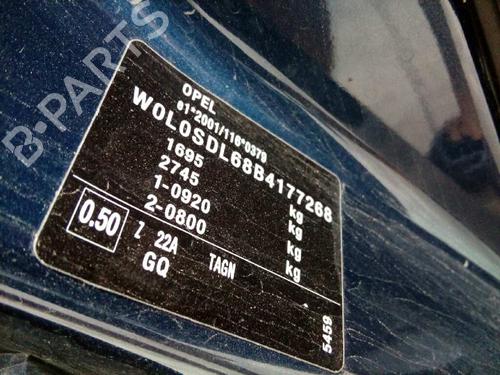 OPEL
e1*2001/116*0379
W0L0SDL68B4177268
1695 kg
2745 kg
1-0920 kg
2-0800 kg
0.50 Z 22A TAGN
GQ
5459
B-PARTS